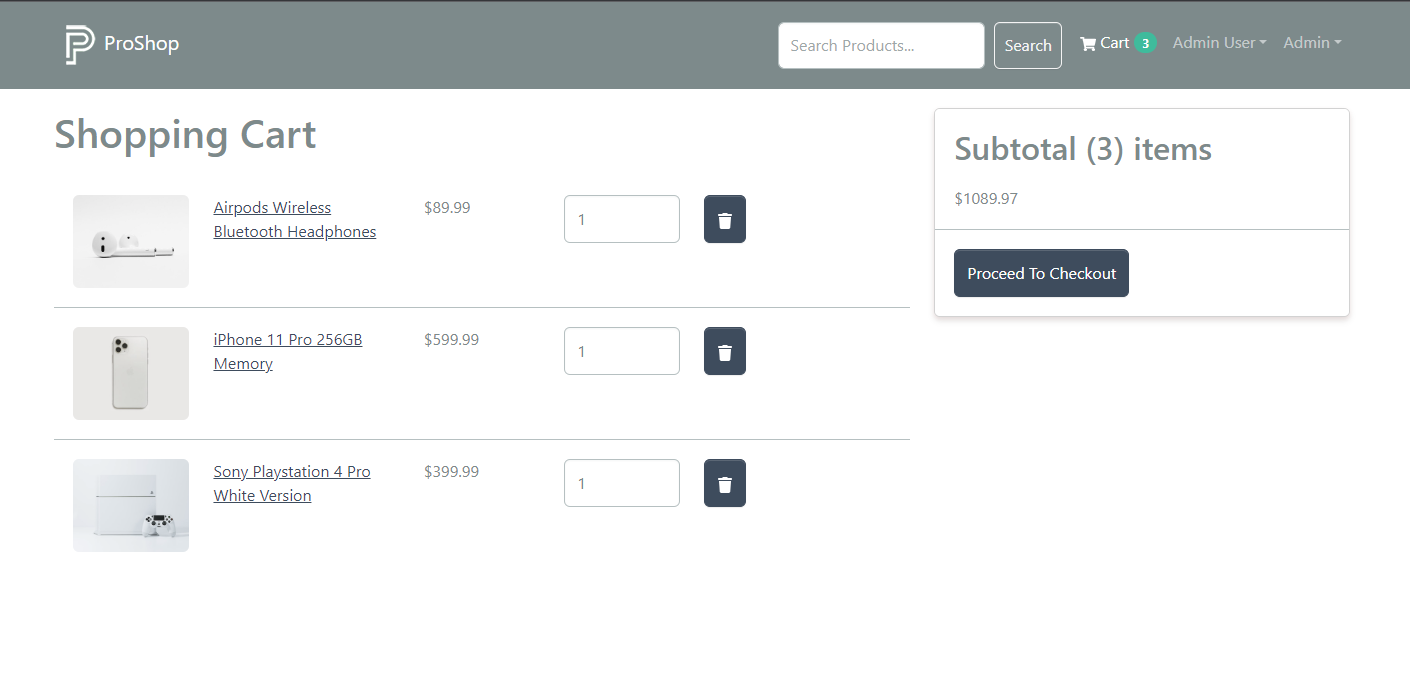 ProShop
Search Products...
Search
Cart 3
Admin User
Admin
Shopping Cart
Airpods Wireless
Bluetooth Headphones
$89.99
1
iPhone 11 Pro 256GB
Memory
$599.99
1
Sony Playstation 4 Pro
White Version
$399.99
1
Subtotal (3) items
$1089.97
Proceed To Checkout